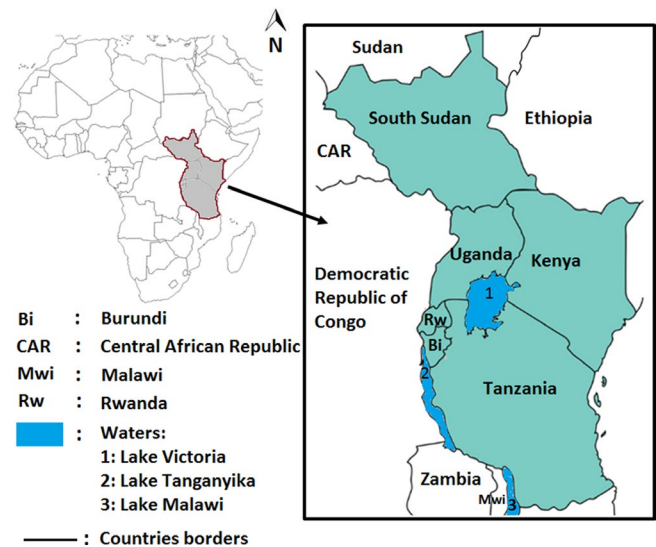 N
Sudan
South Sudan
Ethiopia
CAR
Uganda
Kenya
1
Democratic
Republic of
Congo
Rw
Bi
2
Tanzania
Zambia
Mwi
3
Bi : Burundi
CAR : Central African Republic
Mwi : Malawi
Rw : Rwanda
: Waters:
1: Lake Victoria
2: Lake Tanganyika
3: Lake Malawi
: Countries borders